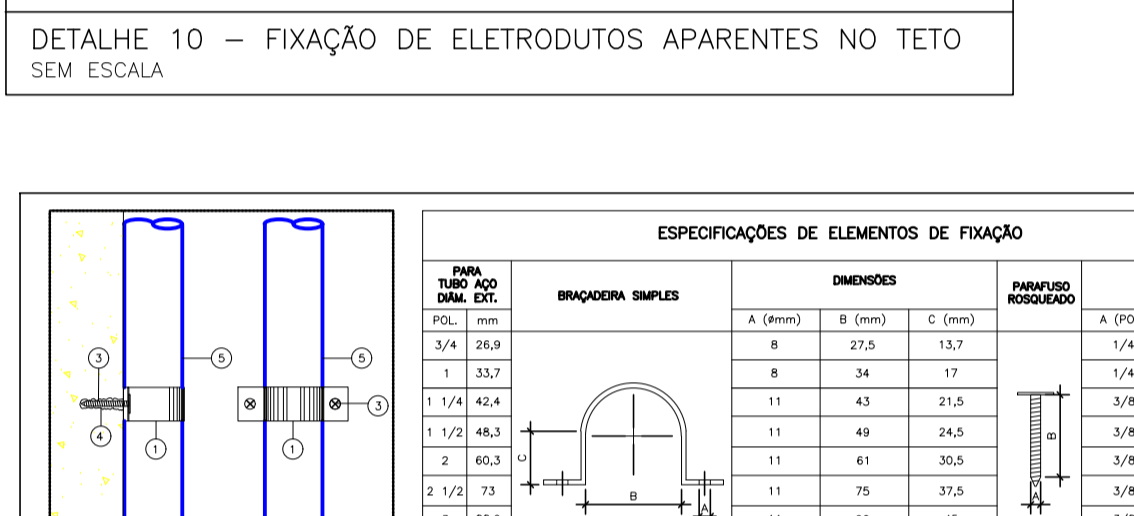 DETALHE 10 – FIXAÇÃO DE ELETRODUTOS APARENTES NO TETO
SEM ESCALA
ESPECIFICAÇÕES DE ELEMENTOS DE FIXAÇÃO
PARA TUBO AÇO DIÂM. EXT.
BRAÇADEIRA SIMPLES
DIMENSÕES
PARAFUSO ROSQUEADO
POL. mm A (ømm) B (mm) C (mm) A (PO
3/4 26,9 8 27,5 13,7 1/4
1 33,7 8 34 17 1/4
1 1/4 42,4 11 43 21,5 3/8
1 1/2 48,3 11 49 24,5 3/8
2 60,3 11 61 30,5 3/8
2 1/2 73 11 75 37,5 3/8
3 5 5
4 1 1 3
C B A
B A